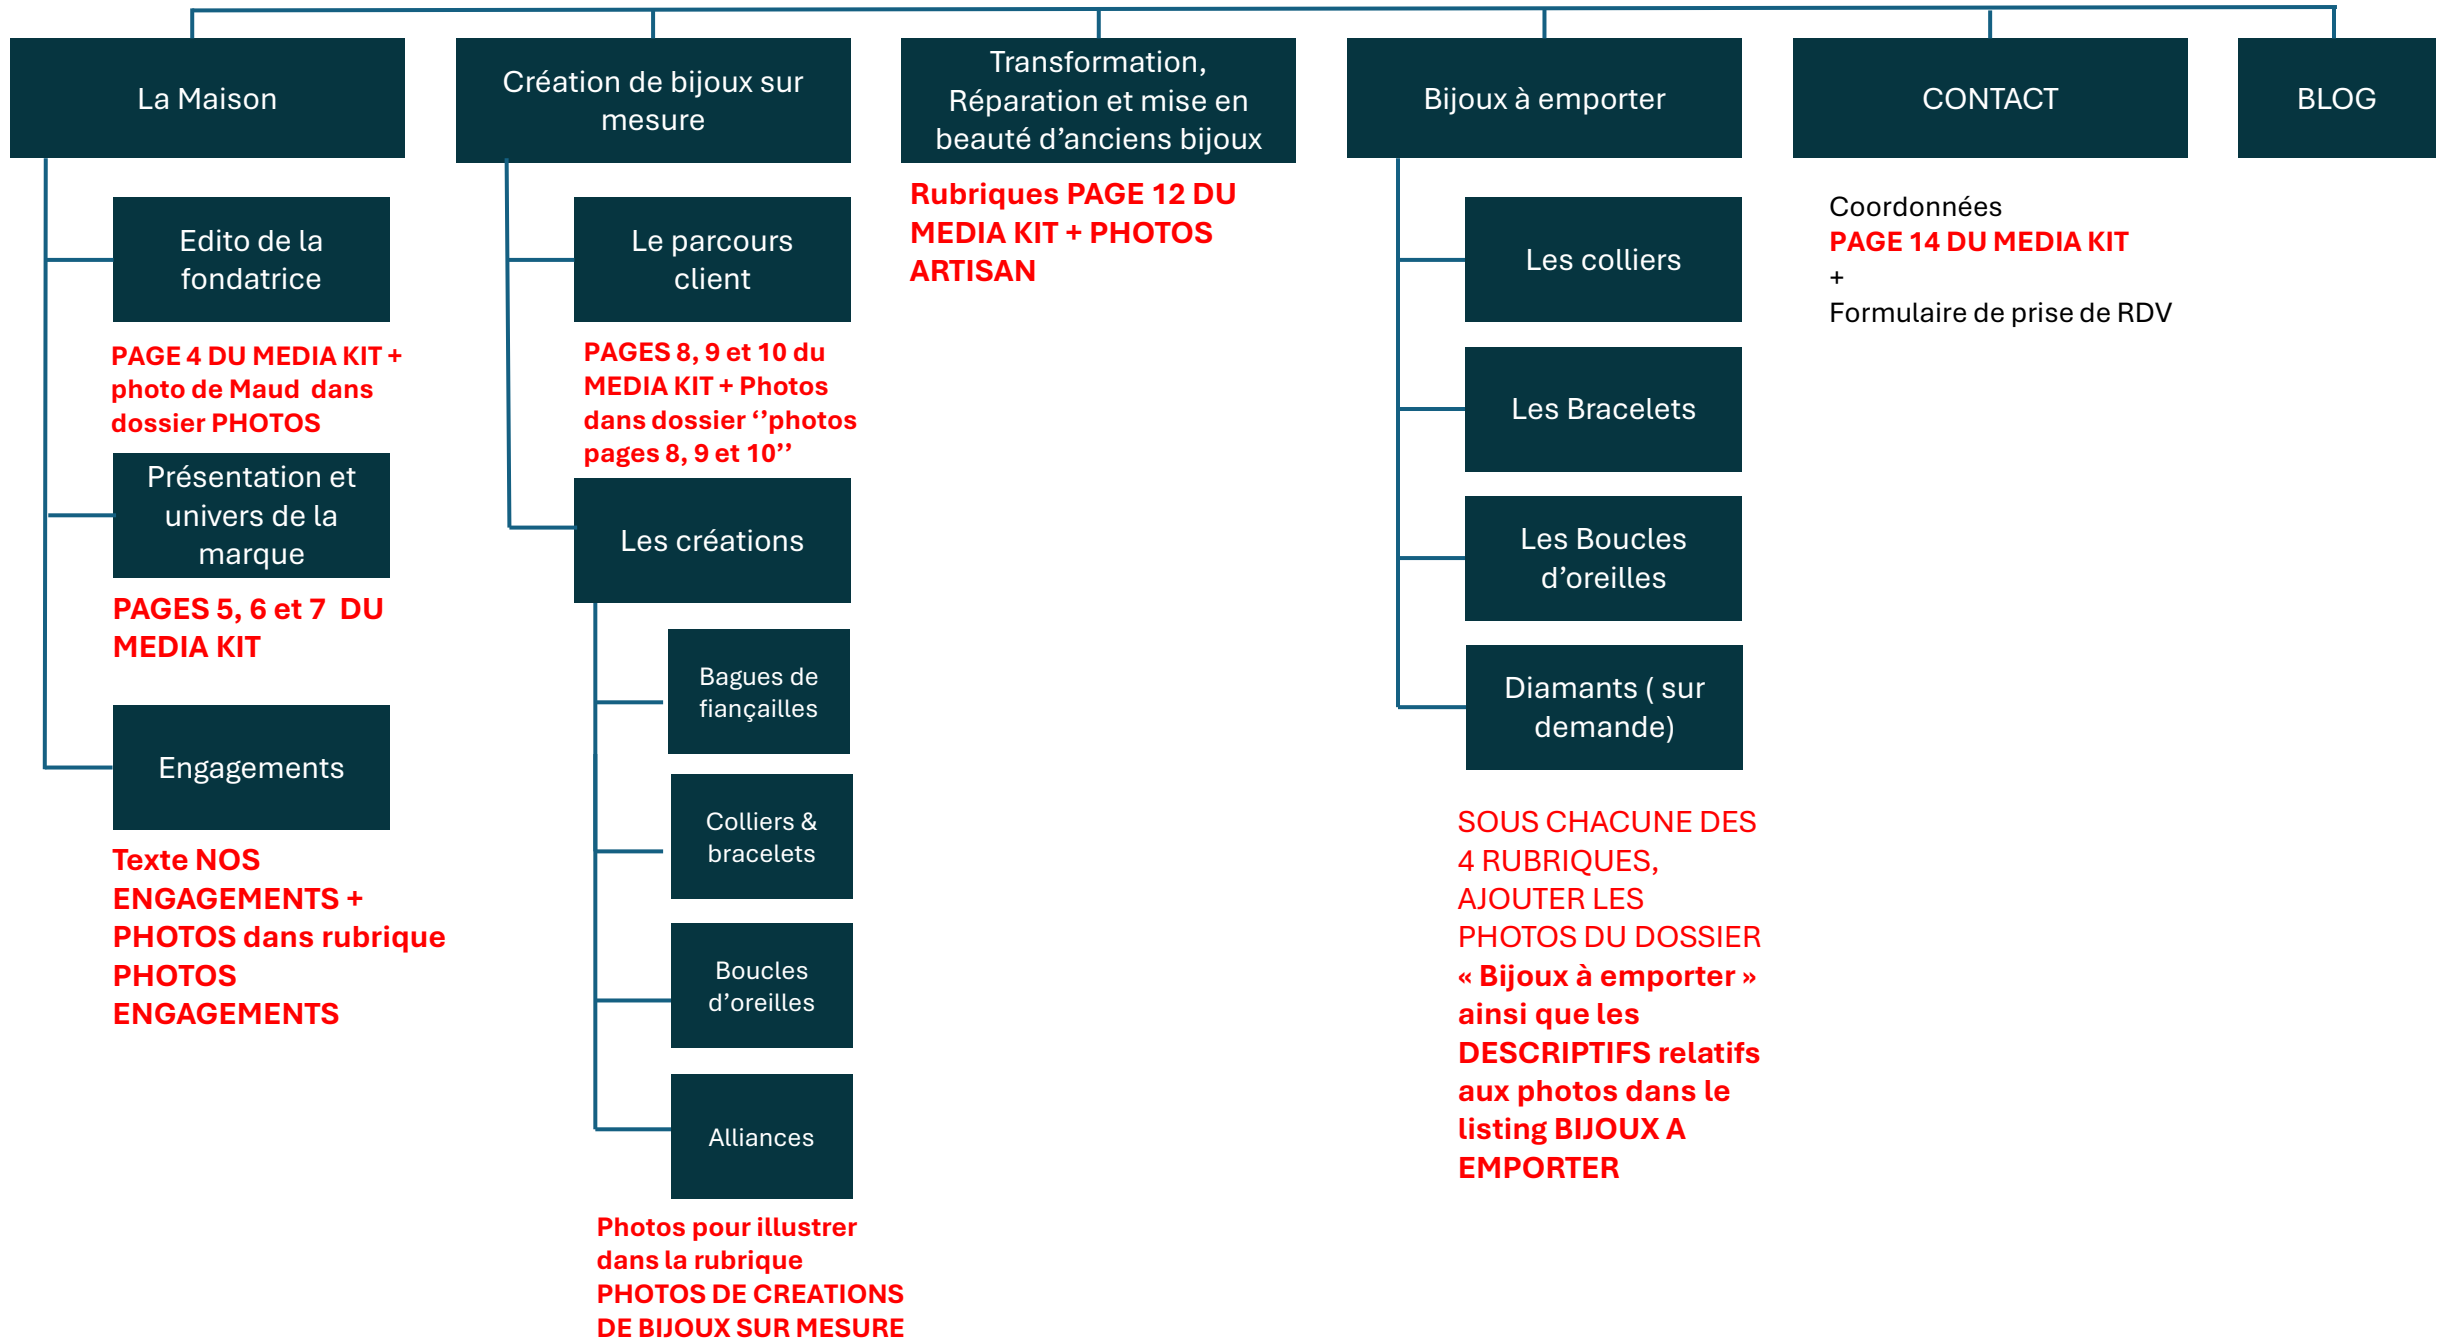 La Maison
Edito de la
fondatrice
PAGE 4 DU MEDIA KIT +
photo de Maud dans
dossier PHOTOS
Présentation et
univers de la
marque
PAGES 5, 6 et 7 DU
MEDIA KIT
Engagements
Texte NOS
ENGAGEMENTS +
PHOTOS dans rubrique
PHOTOS
ENGAGEMENTS
Création de bijoux sur
mesure
Le parcours
client
PAGES 8, 9 et 10 du
MEDIA KIT + Photos
dans dossier ‘’photos
pages 8, 9 et 10’’
Les créations
Bagues de
fiançailles
Colliers &
bracelets
Boucles
d’oreilles
Alliances
Photos pour illustrer
dans la rubrique
PHOTOS DE CREATIONS
DE BIJOUX SUR MESURE
Transformation,
Réparation et mise en
beauté d’anciens bijoux
Rubriques PAGE 12 DU
MEDIA KIT + PHOTOS
ARTISAN
Bijoux à emporter
Les colliers
Les Bracelets
Les Boucles
d’oreilles
Diamants ( sur
demande)
SOUS CHACUNE DES
4 RUBRIQUES,
AJOUTER LES
PHOTOS DU DOSSIER
« Bijoux à emporter »
ainsi que les
DESCRIPTIFS relatifs
aux photos dans le
listing BIJOUX A
EMPORTER
CONTACT
Coordonnées
PAGE 14 DU MEDIA KIT
+
Formulaire de prise de RDV
BLOG